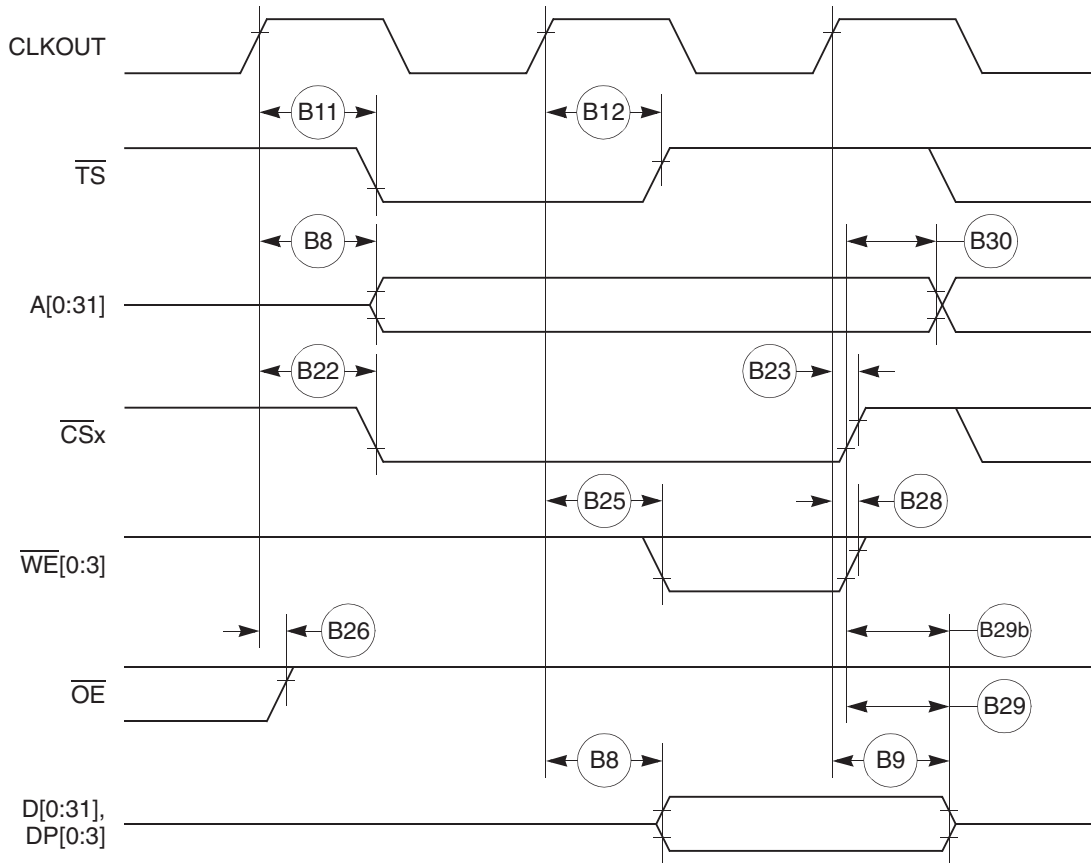 CLKOUT
B11
B12
TS
B8
B30
A[0:31]
B22
B23
CSx
B25
B28
WE[0:3]
B26
B29b
OE
B29
B8
B9
D[0:31],
DP[0:3]